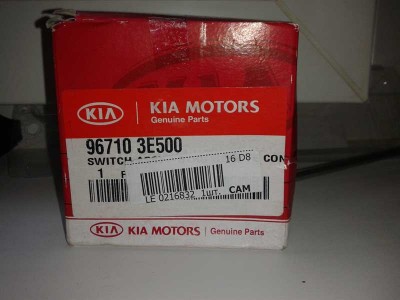 KIA KIA MOTORS
Genuine Parts
96710 3E500
SWITCH CON
16 D8
1
LE 0216832 1шт. CAM
KIA KIA MOTORS Genuine Parts